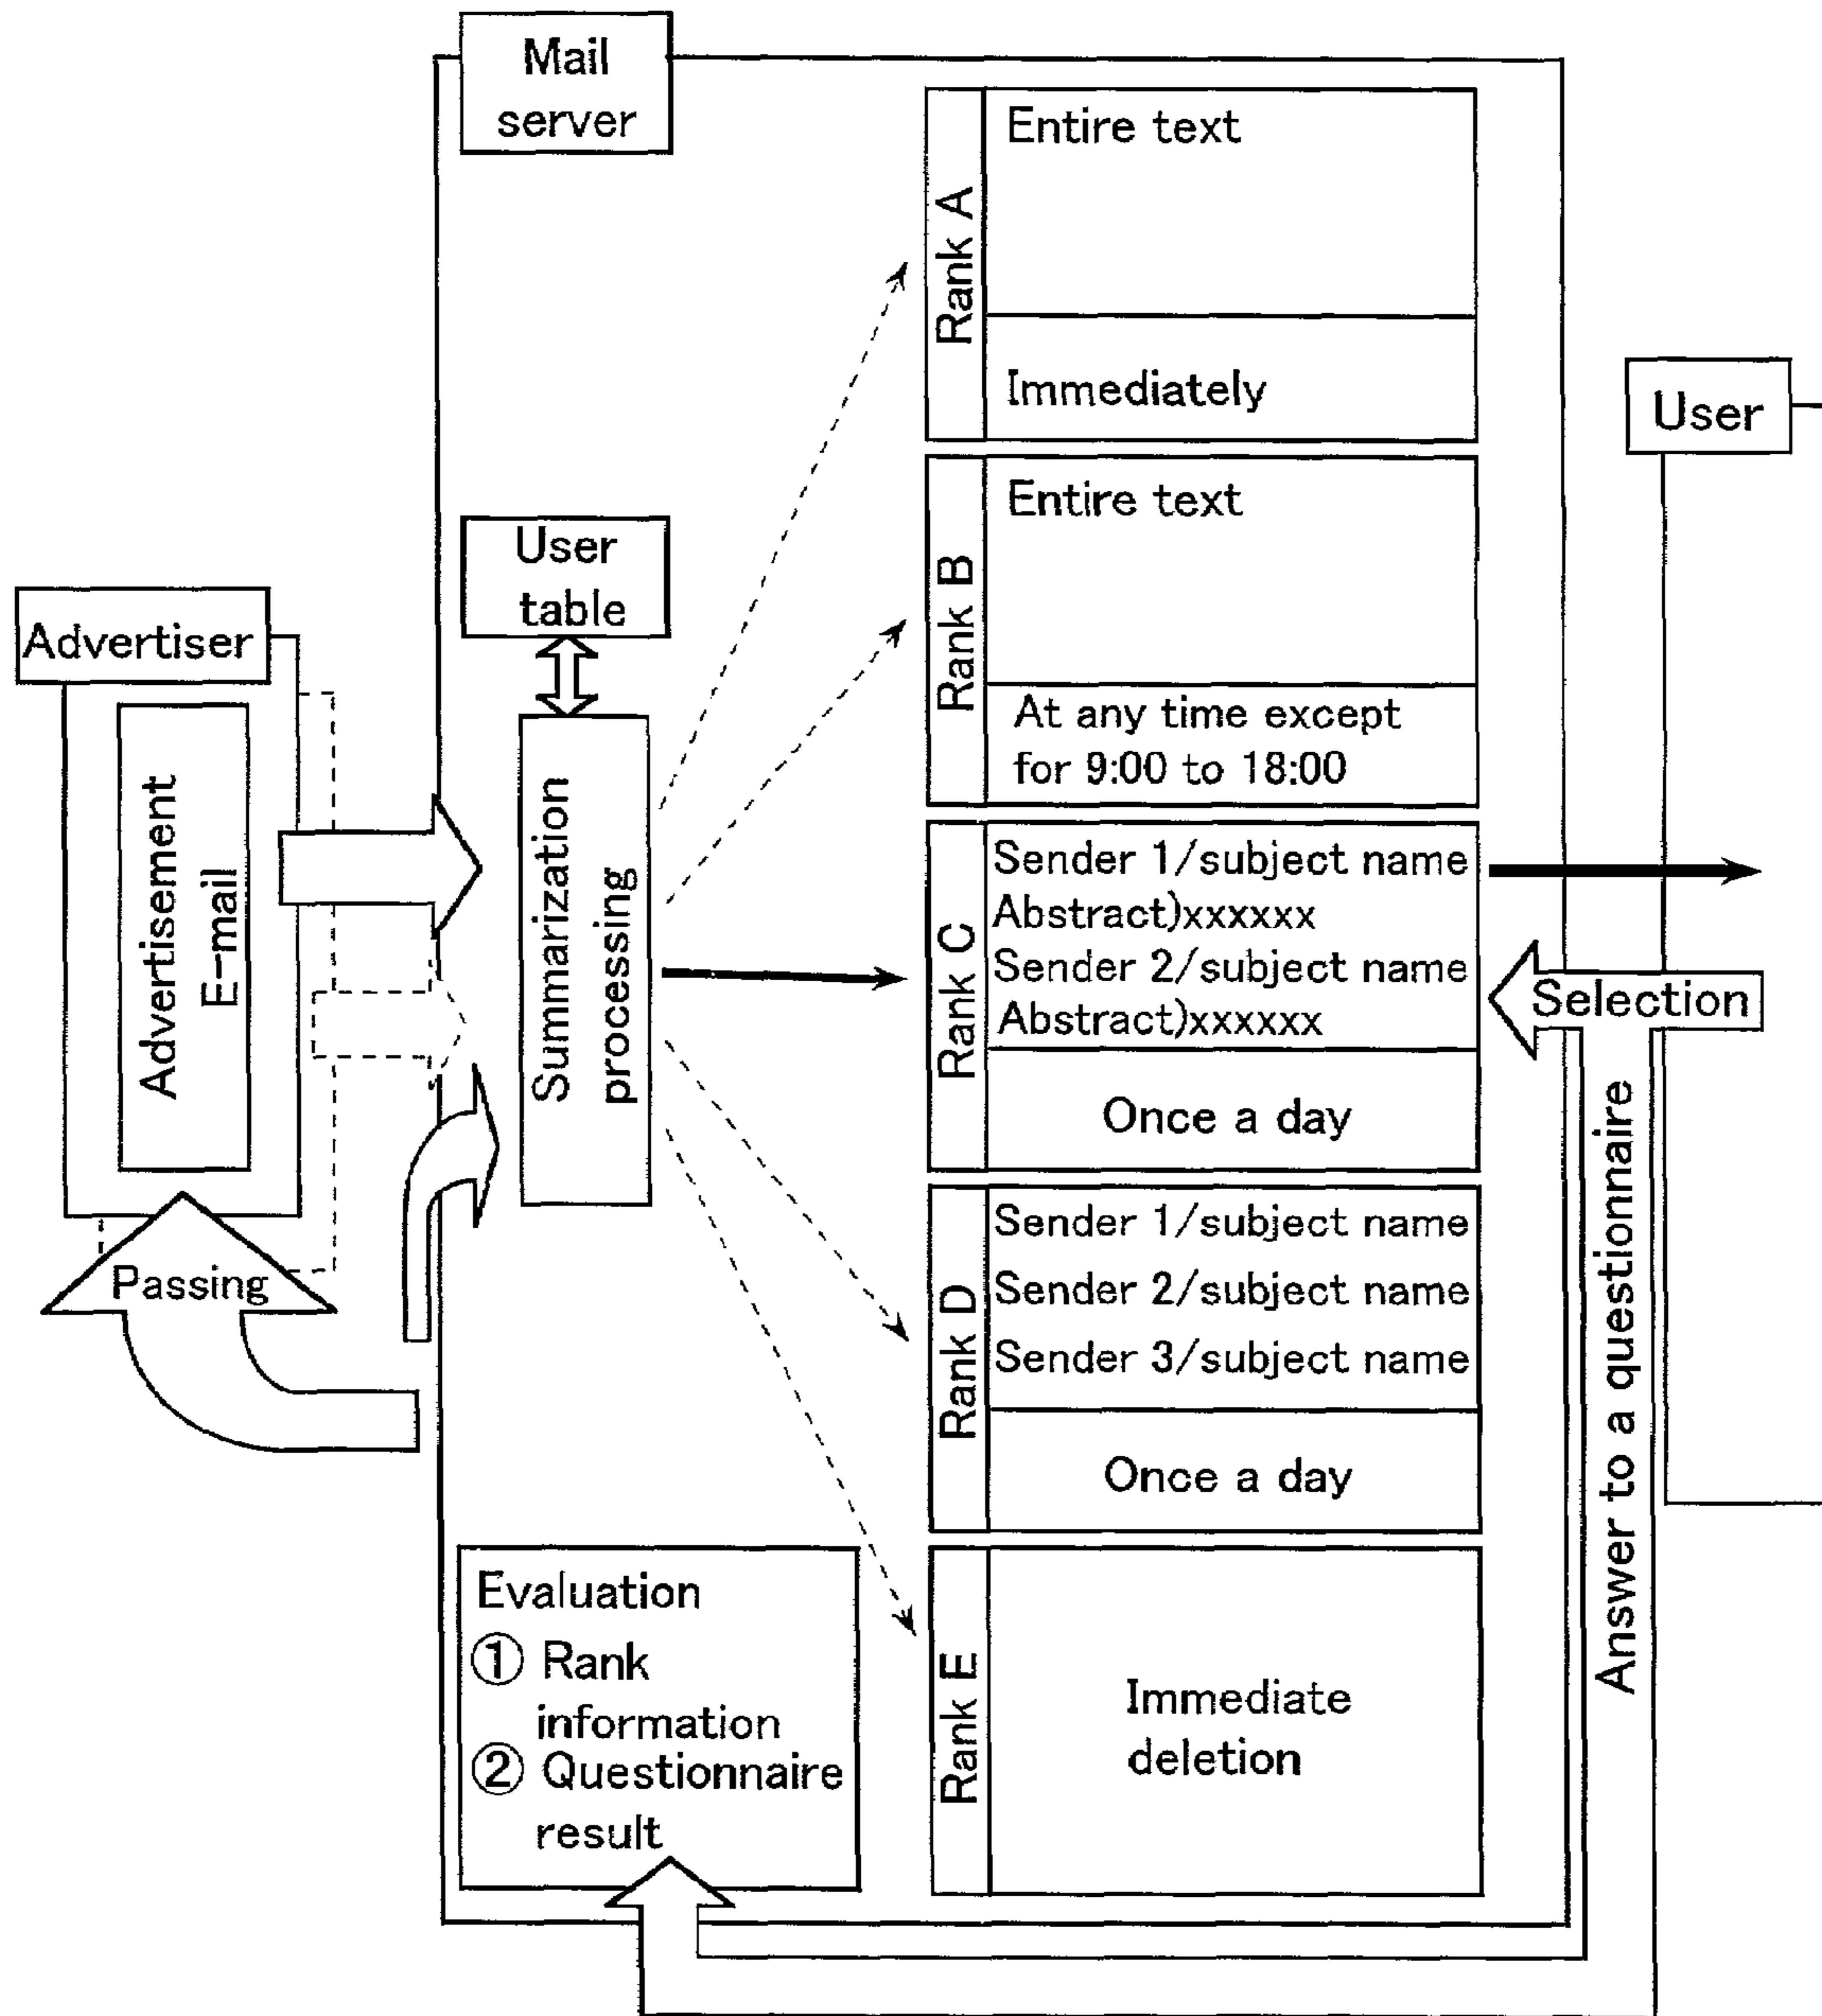 Mail
server
Rank A
Entire text
Immediately
User
Rank B
Entire text
At any time except
for 9:00 to 18:00
User
table
Advertiser
Advertisement
E-mail
Summarization
processing
Rank C
Sender 1/subject name
Abstract)xxxxxx
Sender 2/subject name
Abstract)xxxxxx
Once a day
Selection
Answer to a questionnaire
Passing
Rank D
Sender 1/subject name
Sender 2/subject name
Sender 3/subject name
Once a day
Evaluation
① Rank
information
② Questionnaire
result
Rank E
Immediate
deletion